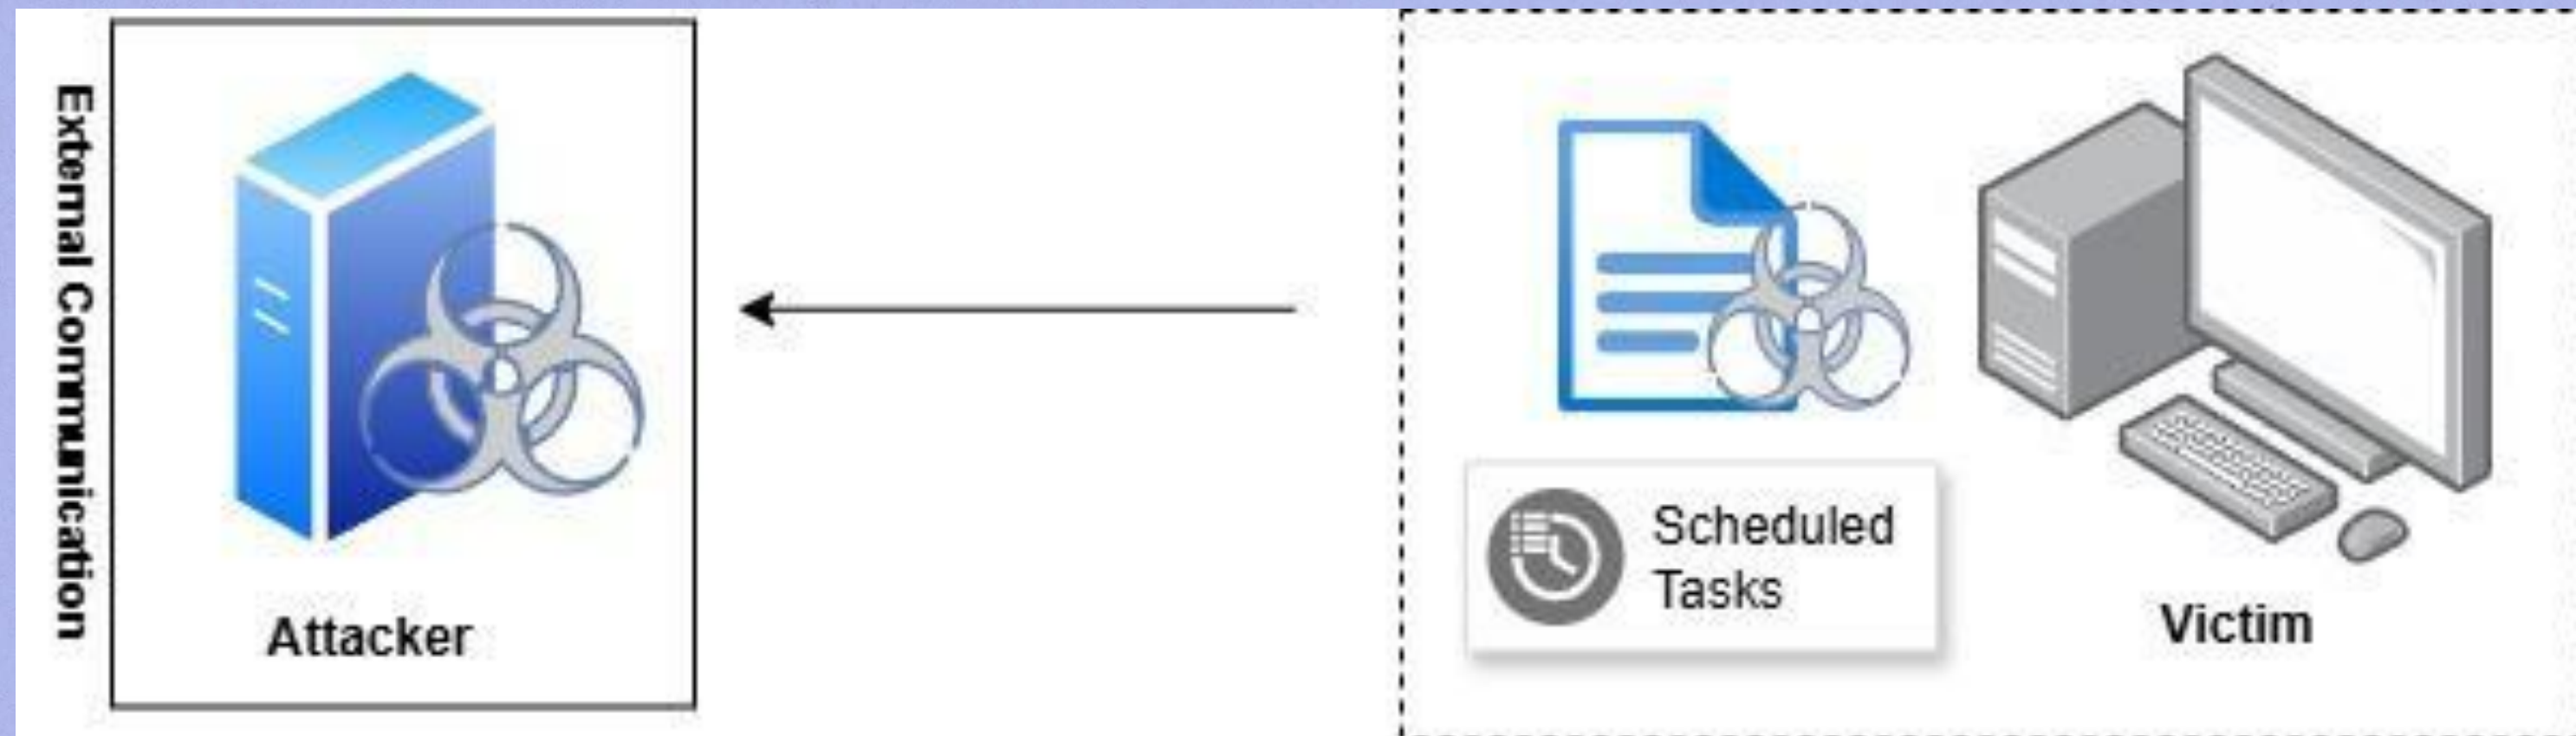 External Communication
Attacker
Scheduled
Tasks
Victim